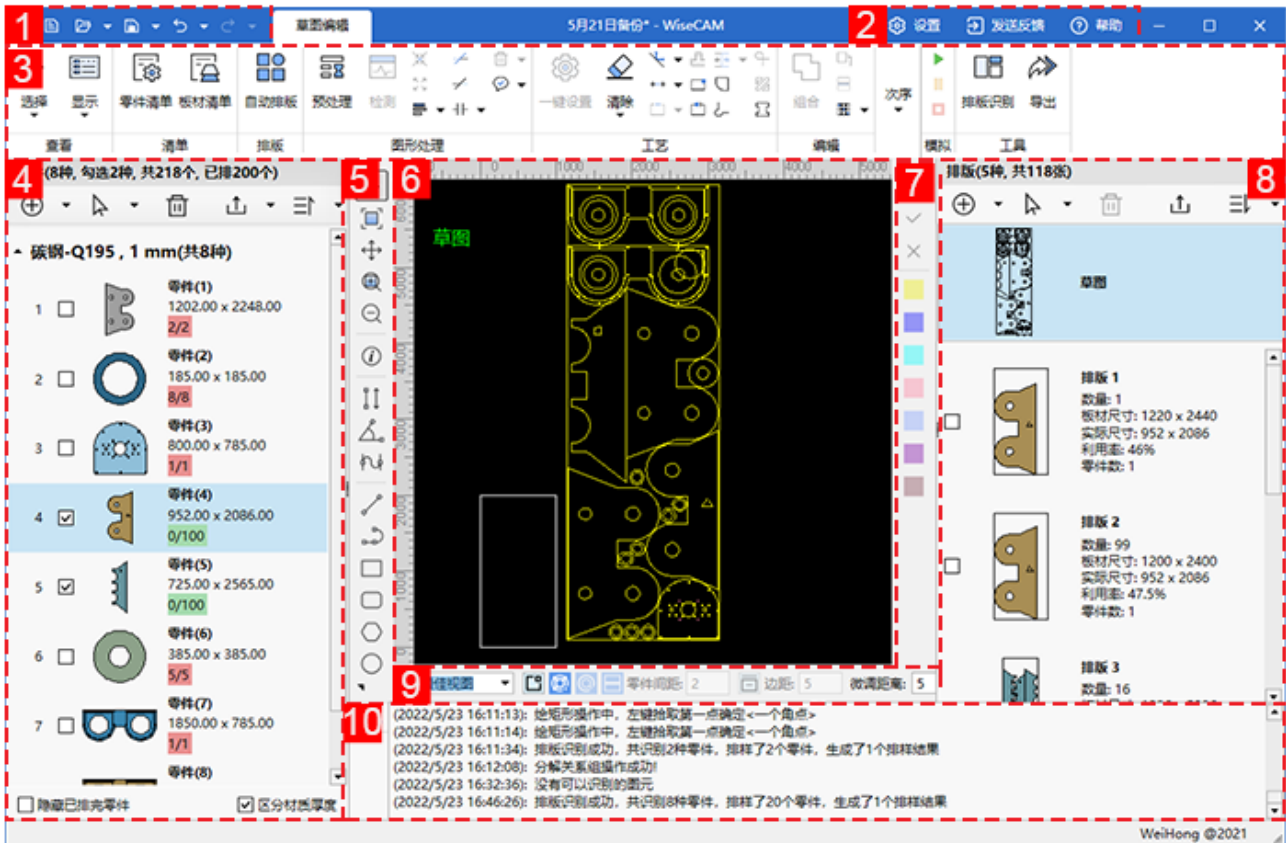 1
草图编辑
5月21日备份* - WiseCAM
2
设置
发送反馈
帮助
3
选择
显示
零件清单
板材清单
自动排版
预处理
检测
一键设置
清除
组合
次序
排版识别
导出
查看
清单
排版
图形处理
工艺
编辑
模拟
工具
4
(8种, 勾选2种, 共218个, 已排200个)
碳钢-Q195 , 1 mm(共8种)
1
零件(1)
1202.00 x 2248.00
2/2
2
零件(2)
185.00 x 185.00
8/8
3
零件(3)
800.00 x 785.00
1/1
4
零件(4)
952.00 x 2086.00
0/100
5
零件(5)
725.00 x 2565.00
0/100
6
零件(6)
385.00 x 385.00
5/5
7
零件(7)
1850.00 x 785.00
1/1
零件(8)
隐藏已排完零件
区分材质厚度
5
6
0
1000
3000
5000
5000
4000
3000
2000
1000
0
草图
7
排版(5种, 共118张)
8
草图
排版 1
数量: 1
板材尺寸: 1220 x 2440
实际尺寸: 952 x 2086
利用率: 46%
零件数: 1
排版 2
数量: 99
板材尺寸: 1200 x 2400
实际尺寸: 952 x 2086
利用率: 47.5%
零件数: 1
排版 3
数量: 16
9
佳视图
零件间距: 2
边距: 5
微调距离: 5
10
(2022/5/23 16:11:13): 绘矩形操作中，左键拾取第一点确定<一个角点>
(2022/5/23 16:11:14): 绘矩形操作中，左键拾取第一点确定<一个角点>
(2022/5/23 16:11:34): 排版识别成功，共识别2种零件，排样了2个零件，生成了1个排样结果
(2022/5/23 16:12:08): 分解关系组操作成功!
(2022/5/23 16:32:36): 没有可以识别的图元
(2022/5/23 16:46:26): 排版识别成功，共识别8种零件，排样了20个零件，生成了1个排样结果
WeiHong @2021